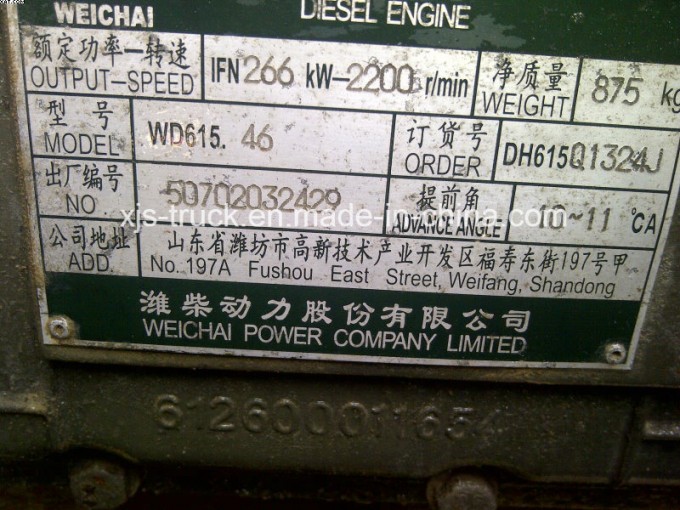 WEICHAI DIESEL ENGINE
额定功率—转速 IFN266 kW-2200 r/min 净质量 875 kg
OUTPUT-SPEED WEIGHT
型号 WD615. 46 订货号 DH615Q1324J
MODEL ORDER
出厂编号 507Q2032429 提前角 10~11 °CA
NO ADVANCE ANGLE
xjs-truck.en.made-in-china.com
公司地址 山东省潍坊市高新技术产业开发区福寿东街197号甲
ADD. No. 197A Fushou East Street, Weifang, Shandong
潍柴动力股份有限公司
WEICHAI POWER COMPANY LIMITED
612600011654